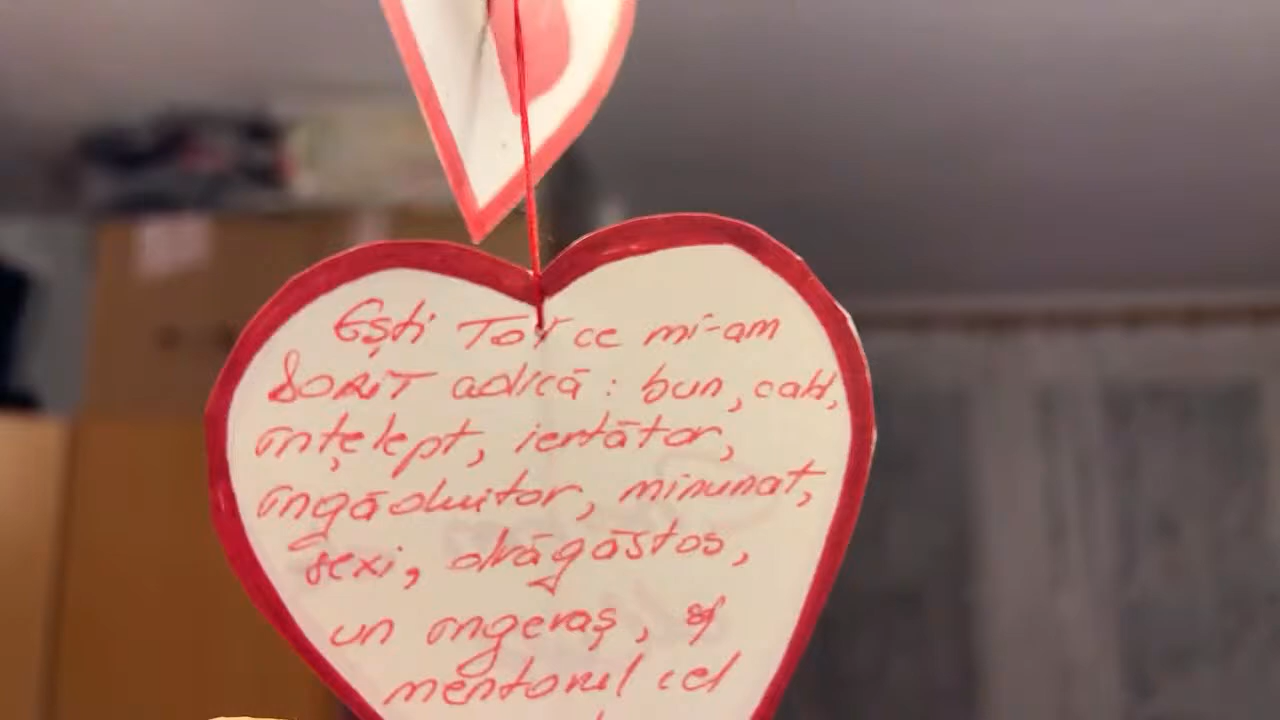 Ești Tot ce mi-am
DORIT adică : bun, cald,
înțelept, iertător,
îngăduitor, minunat,
sexi, drăgăstos,
un îngeraș, și
mentorul cel